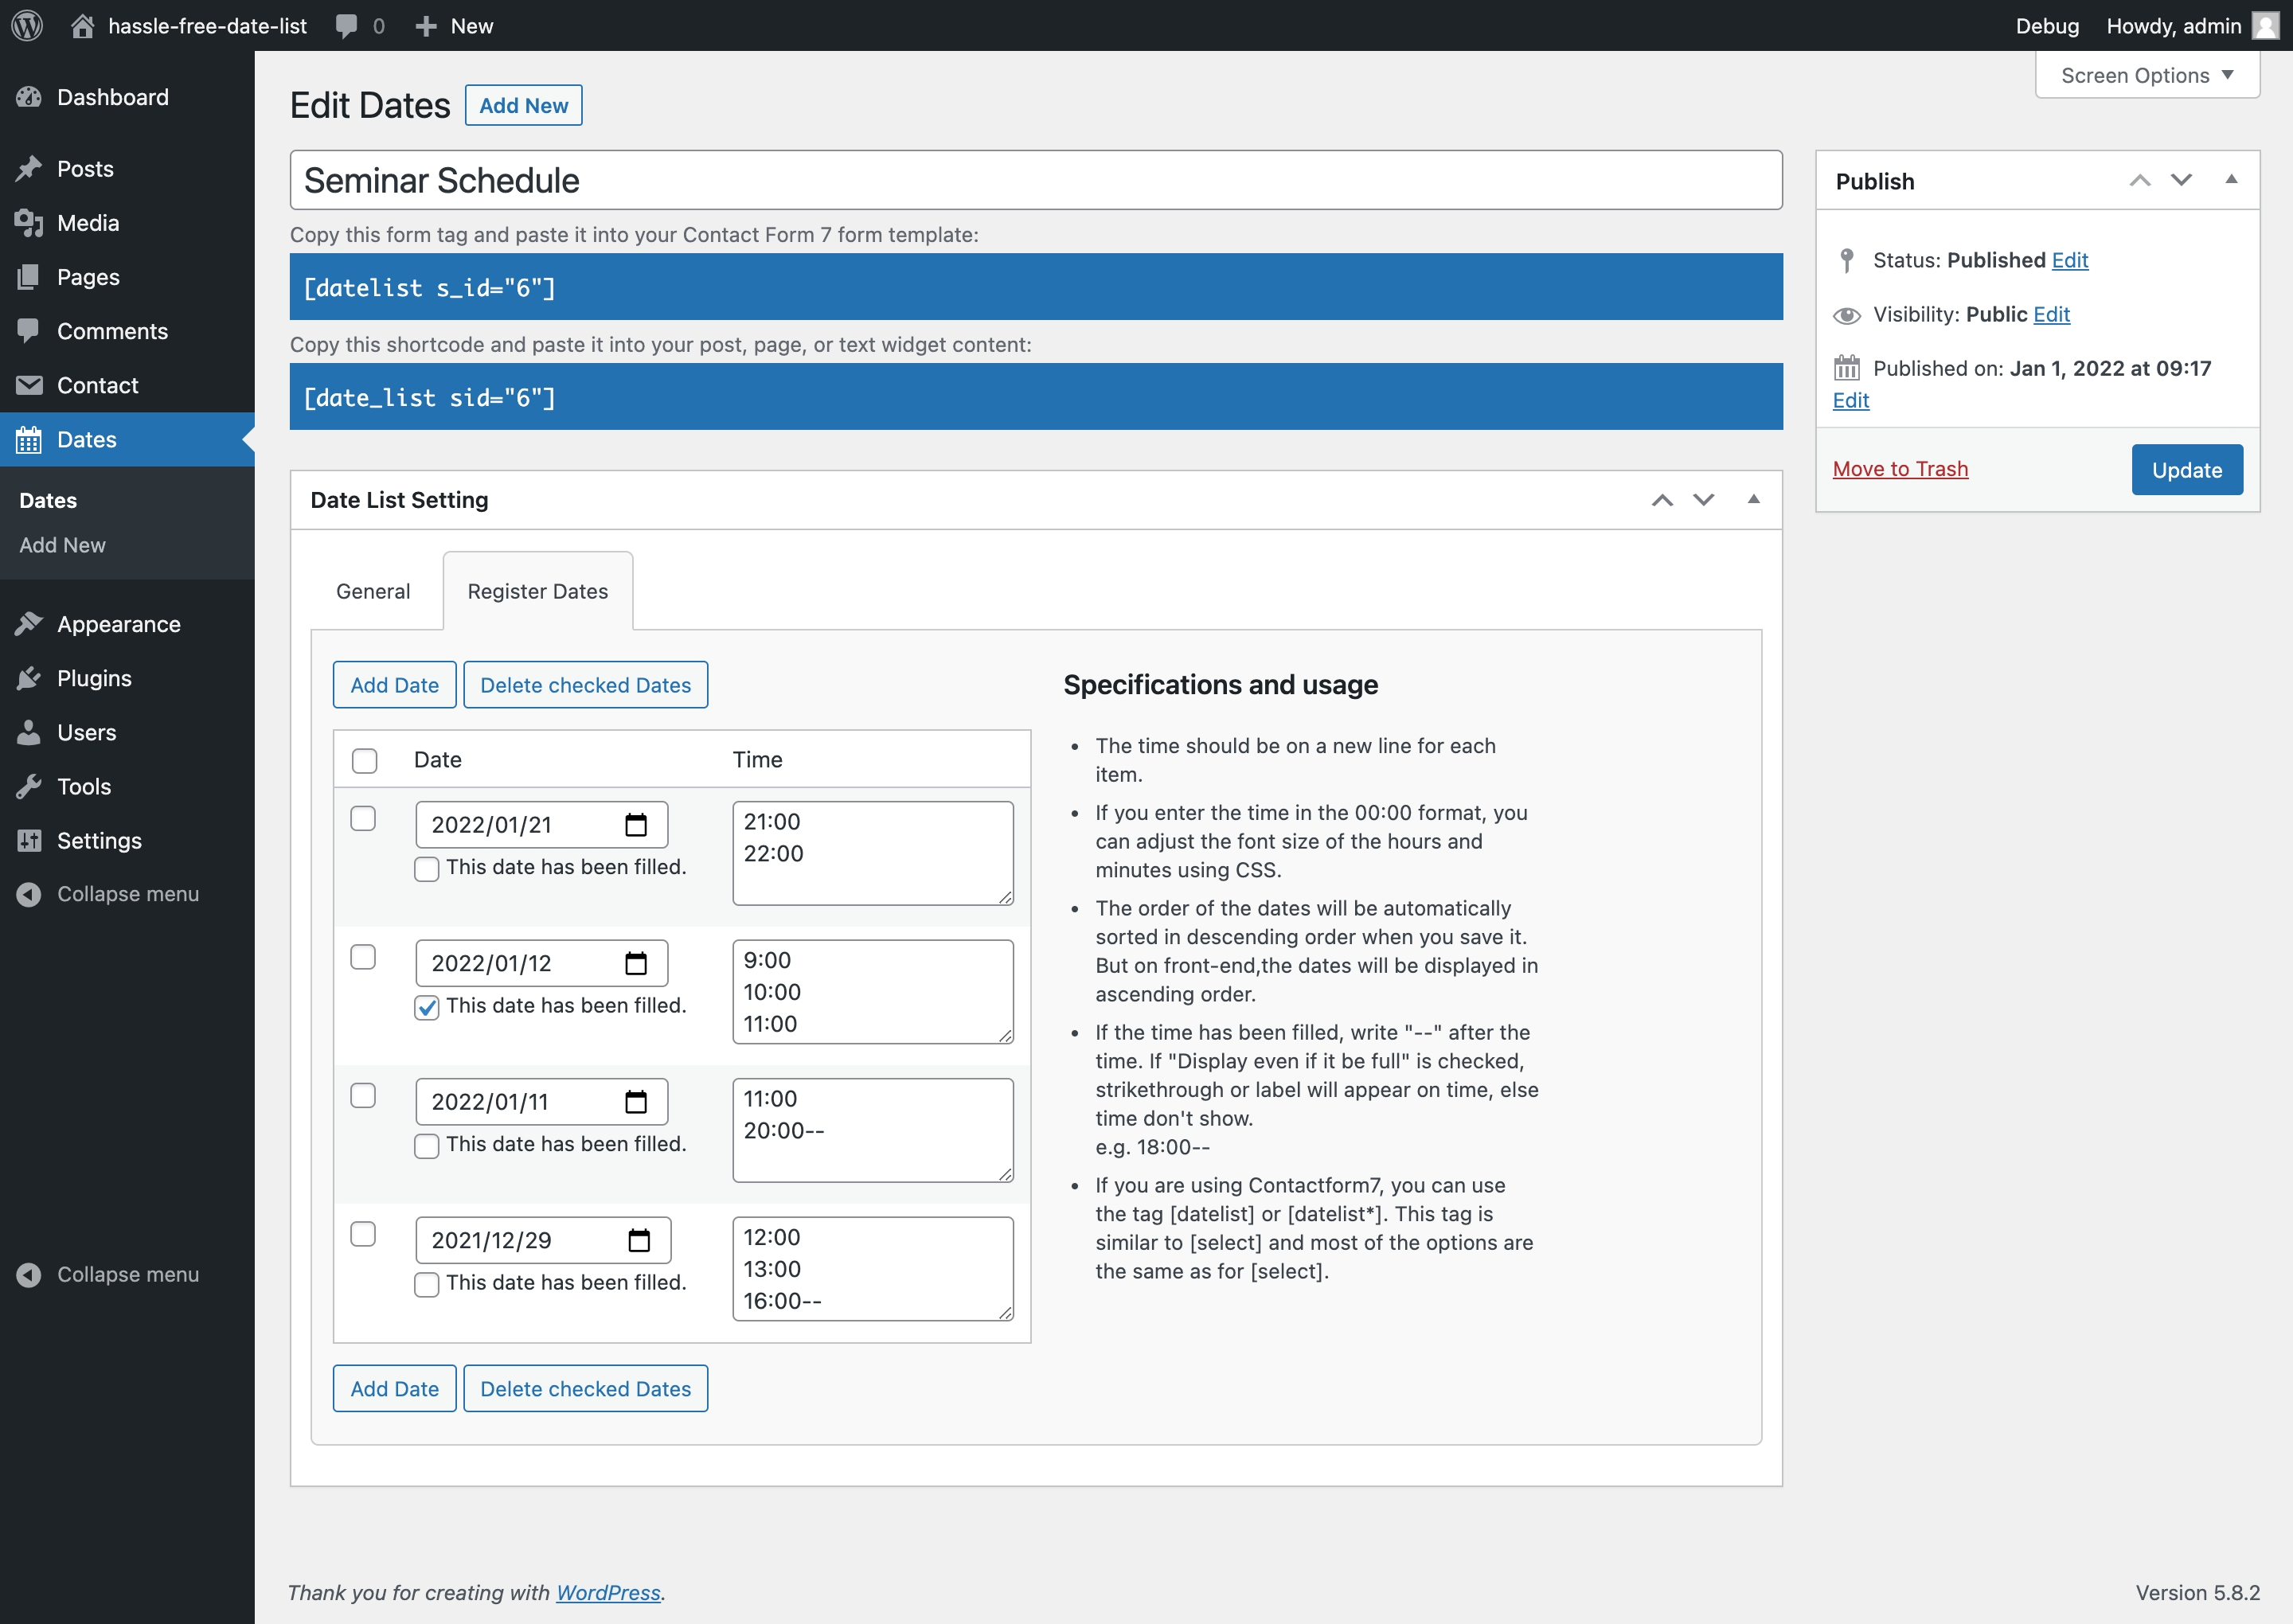 hassle-free-date-list
0
New
Debug
Howdy, admin
Screen Options
Dashboard
Posts
Media
Pages
Comments
Contact
Dates
Dates
Add New
Appearance
Plugins
Users
Tools
Settings
Collapse menu
Collapse menu
Edit Dates
Add New
Seminar Schedule
Copy this form tag and paste it into your Contact Form 7 form template:
[datelist s_id="6"]
Copy this shortcode and paste it into your post, page, or text widget content:
[date_list sid="6"]
Date List Setting
General
Register Dates
Add Date
Delete checked Dates
Date
Time
2022/01/21
This date has been filled.
21:00
22:00
2022/01/12
This date has been filled.
9:00
10:00
11:00
2022/01/11
This date has been filled.
11:00
20:00--
2021/12/29
This date has been filled.
12:00
13:00
16:00--
Add Date
Delete checked Dates
Specifications and usage
• The time should be on a new line for each
item.
• If you enter the time in the 00:00 format, you
can adjust the font size of the hours and
minutes using CSS.
• The order of the dates will be automatically
sorted in descending order when you save it.
But on front-end,the dates will be displayed in
ascending order.
• If the time has been filled, write "--" after the
time. If "Display even if it be full" is checked,
strikethrough or label will appear on time, else
time don't show.
e.g. 18:00--
• If you are using Contactform7, you can use
the tag [datelist] or [datelist*]. This tag is
similar to [select] and most of the options are
the same as for [select].
Publish
Status: Published Edit
Visibility: Public Edit
Published on: Jan 1, 2022 at 09:17
Edit
Move to Trash
Update
Thank you for creating with WordPress.
Version 5.8.2